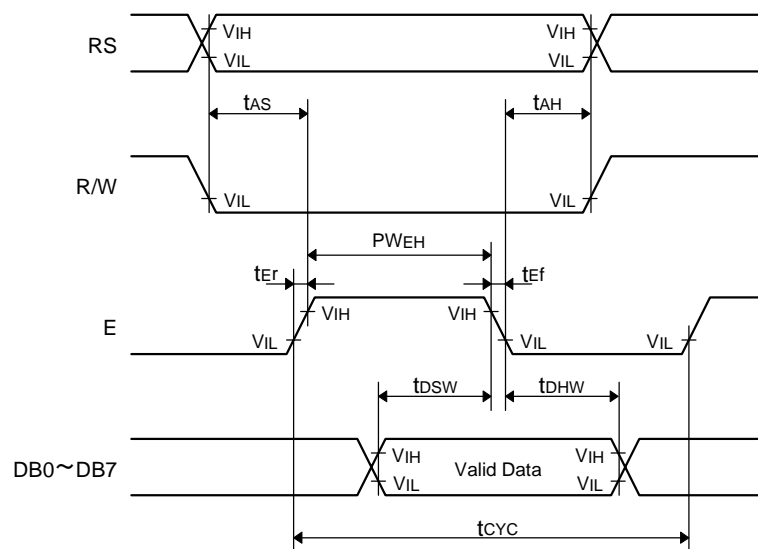 RS
VIH
VIH
VIL
VIL
tAS
tAH
R/W
VIL
VIL
PWEH
tEr
tEf
E
VIH
VIH
VIL
VIL
VIL
tDSW
tDHW
DB0～DB7
VIH
Valid Data
VIH
VIL
VIL
tCYC